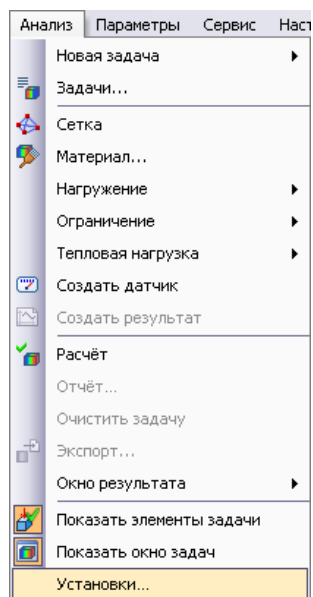 Анализ Параметры Сервис Наст
Новая задача
Задачи...
Сетка
Материал...
Нагружение
Ограничение
Тепловая нагрузка
Создать датчик
Создать результат
Расчёт
Отчёт...
Очистить задачу
Экспорт...
Окно результата
Показать элементы задачи
Показать окно задач
Установки...